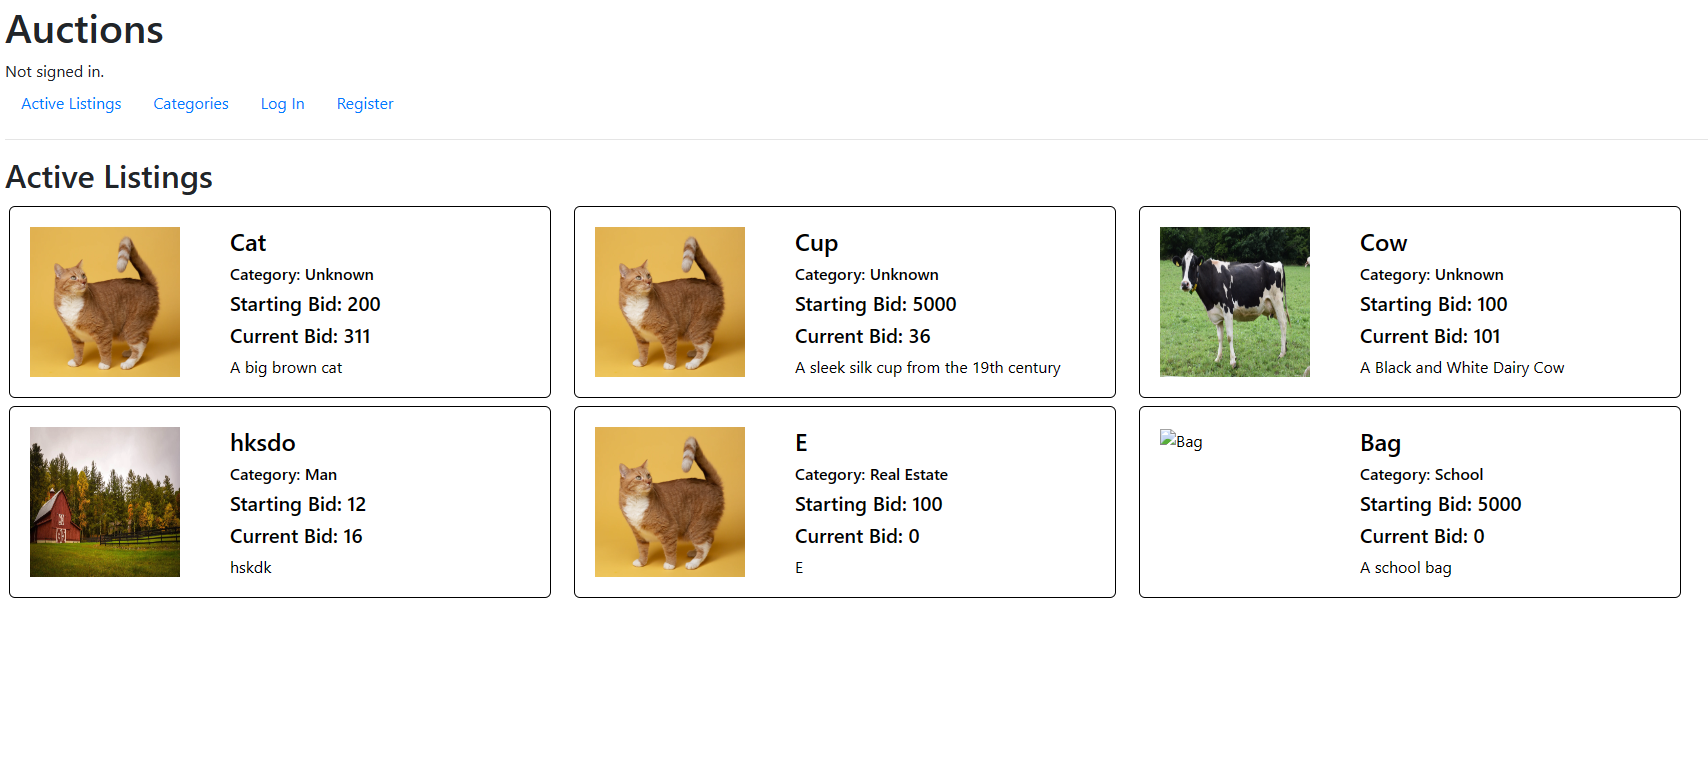 Auctions
Not signed in.
Active Listings Categories Log In Register
Active Listings
Cat
Category: Unknown
Starting Bid: 200
Current Bid: 311
A big brown cat
Cup
Category: Unknown
Starting Bid: 5000
Current Bid: 36
A sleek silk cup from the 19th century
Cow
Category: Unknown
Starting Bid: 100
Current Bid: 101
A Black and White Dairy Cow
hksdo
Category: Man
Starting Bid: 12
Current Bid: 16
hskdk
E
Category: Real Estate
Starting Bid: 100
Current Bid: 0
E
Bag
Bag
Category: School
Starting Bid: 5000
Current Bid: 0
A school bag